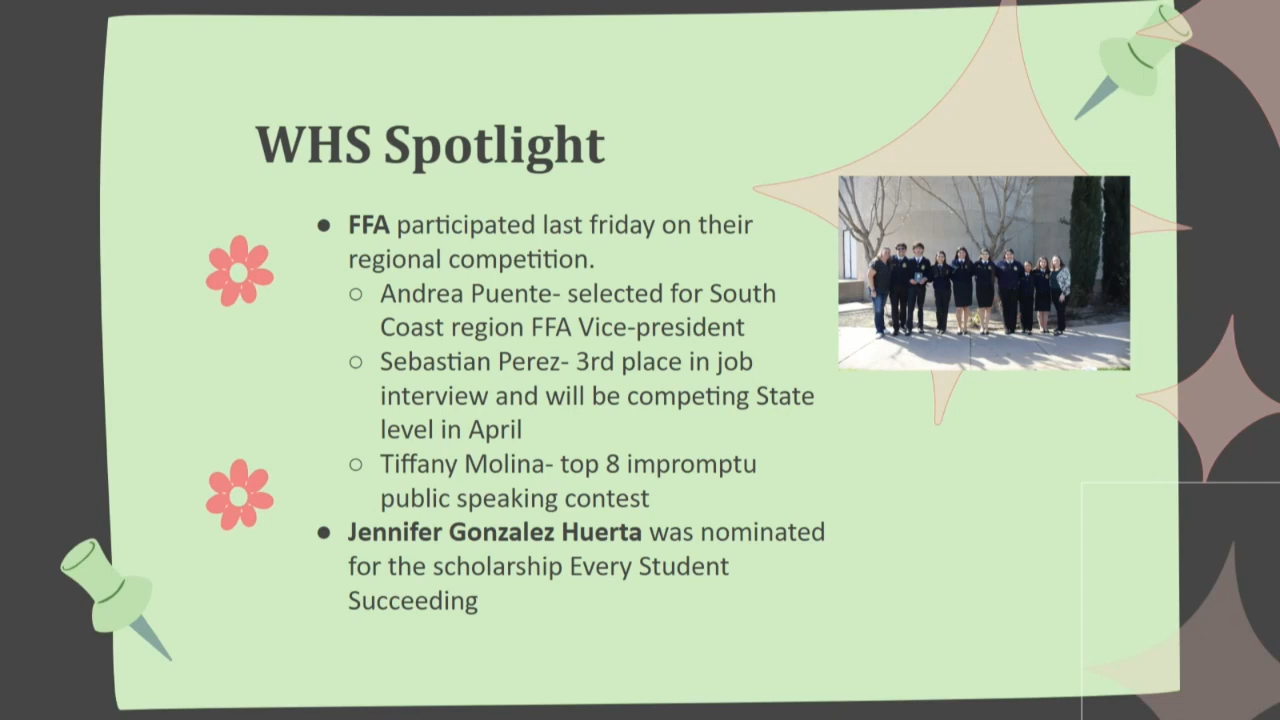 WHS Spotlight
● FFA participated last friday on their
regional competition.
○ Andrea Puente- selected for South
Coast region FFA Vice-president
○ Sebastian Perez- 3rd place in job
interview and will be competing State
level in April
○ Tiffany Molina- top 8 impromptu
public speaking contest
● Jennifer Gonzalez Huerta was nominated
for the scholarship Every Student
Succeeding